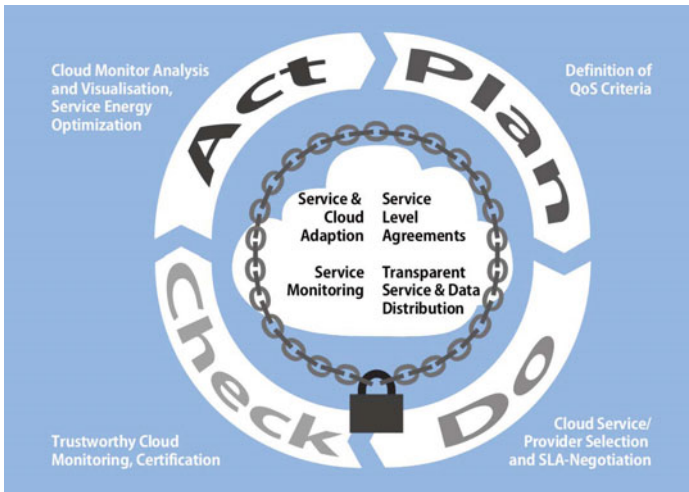 Cloud Monitor Analysis
and Visualisation,
Service Energy
Optimization
Act
Plan
Definition of
QoS Criteria
Service &
Cloud
Adaption
Service
Level
Agreements
Service
Monitoring
Transparent
Service & Data
Distribution
Check
Do
Trustworthy Cloud
Monitoring, Certification
Cloud Service/
Provider Selection
and SLA-Negotiation